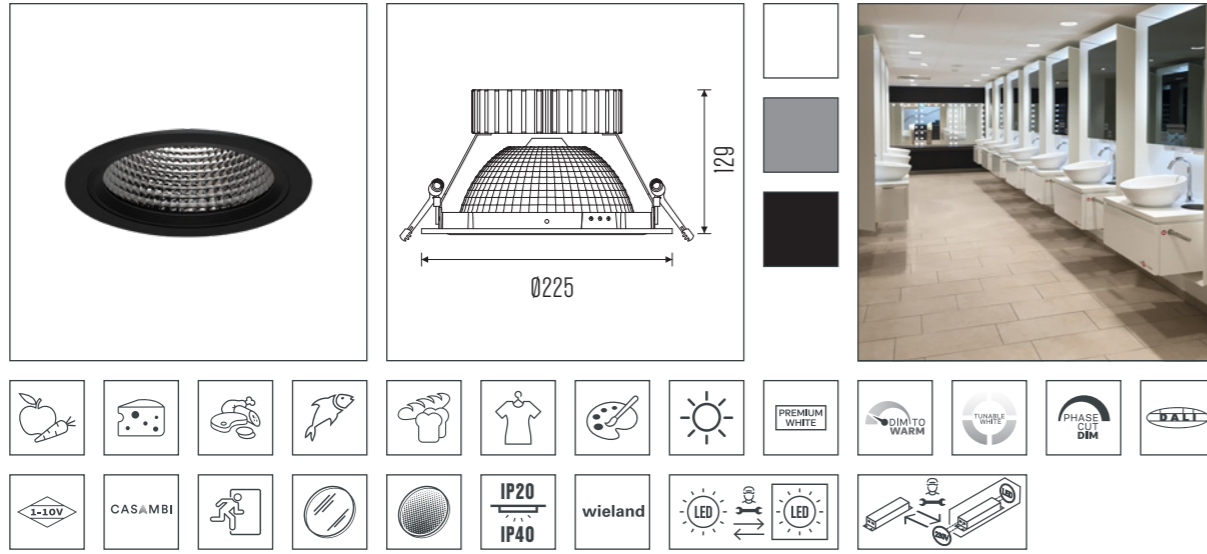 129
Ø225
PREMIUM
WHITE
DIM TO
WARM
TUNABLE
WHITE
PHASE
CUT
DIM
DALI
1-10V
CASAMBI
IP20
IP40
wieland
LED
LED
230V
LED